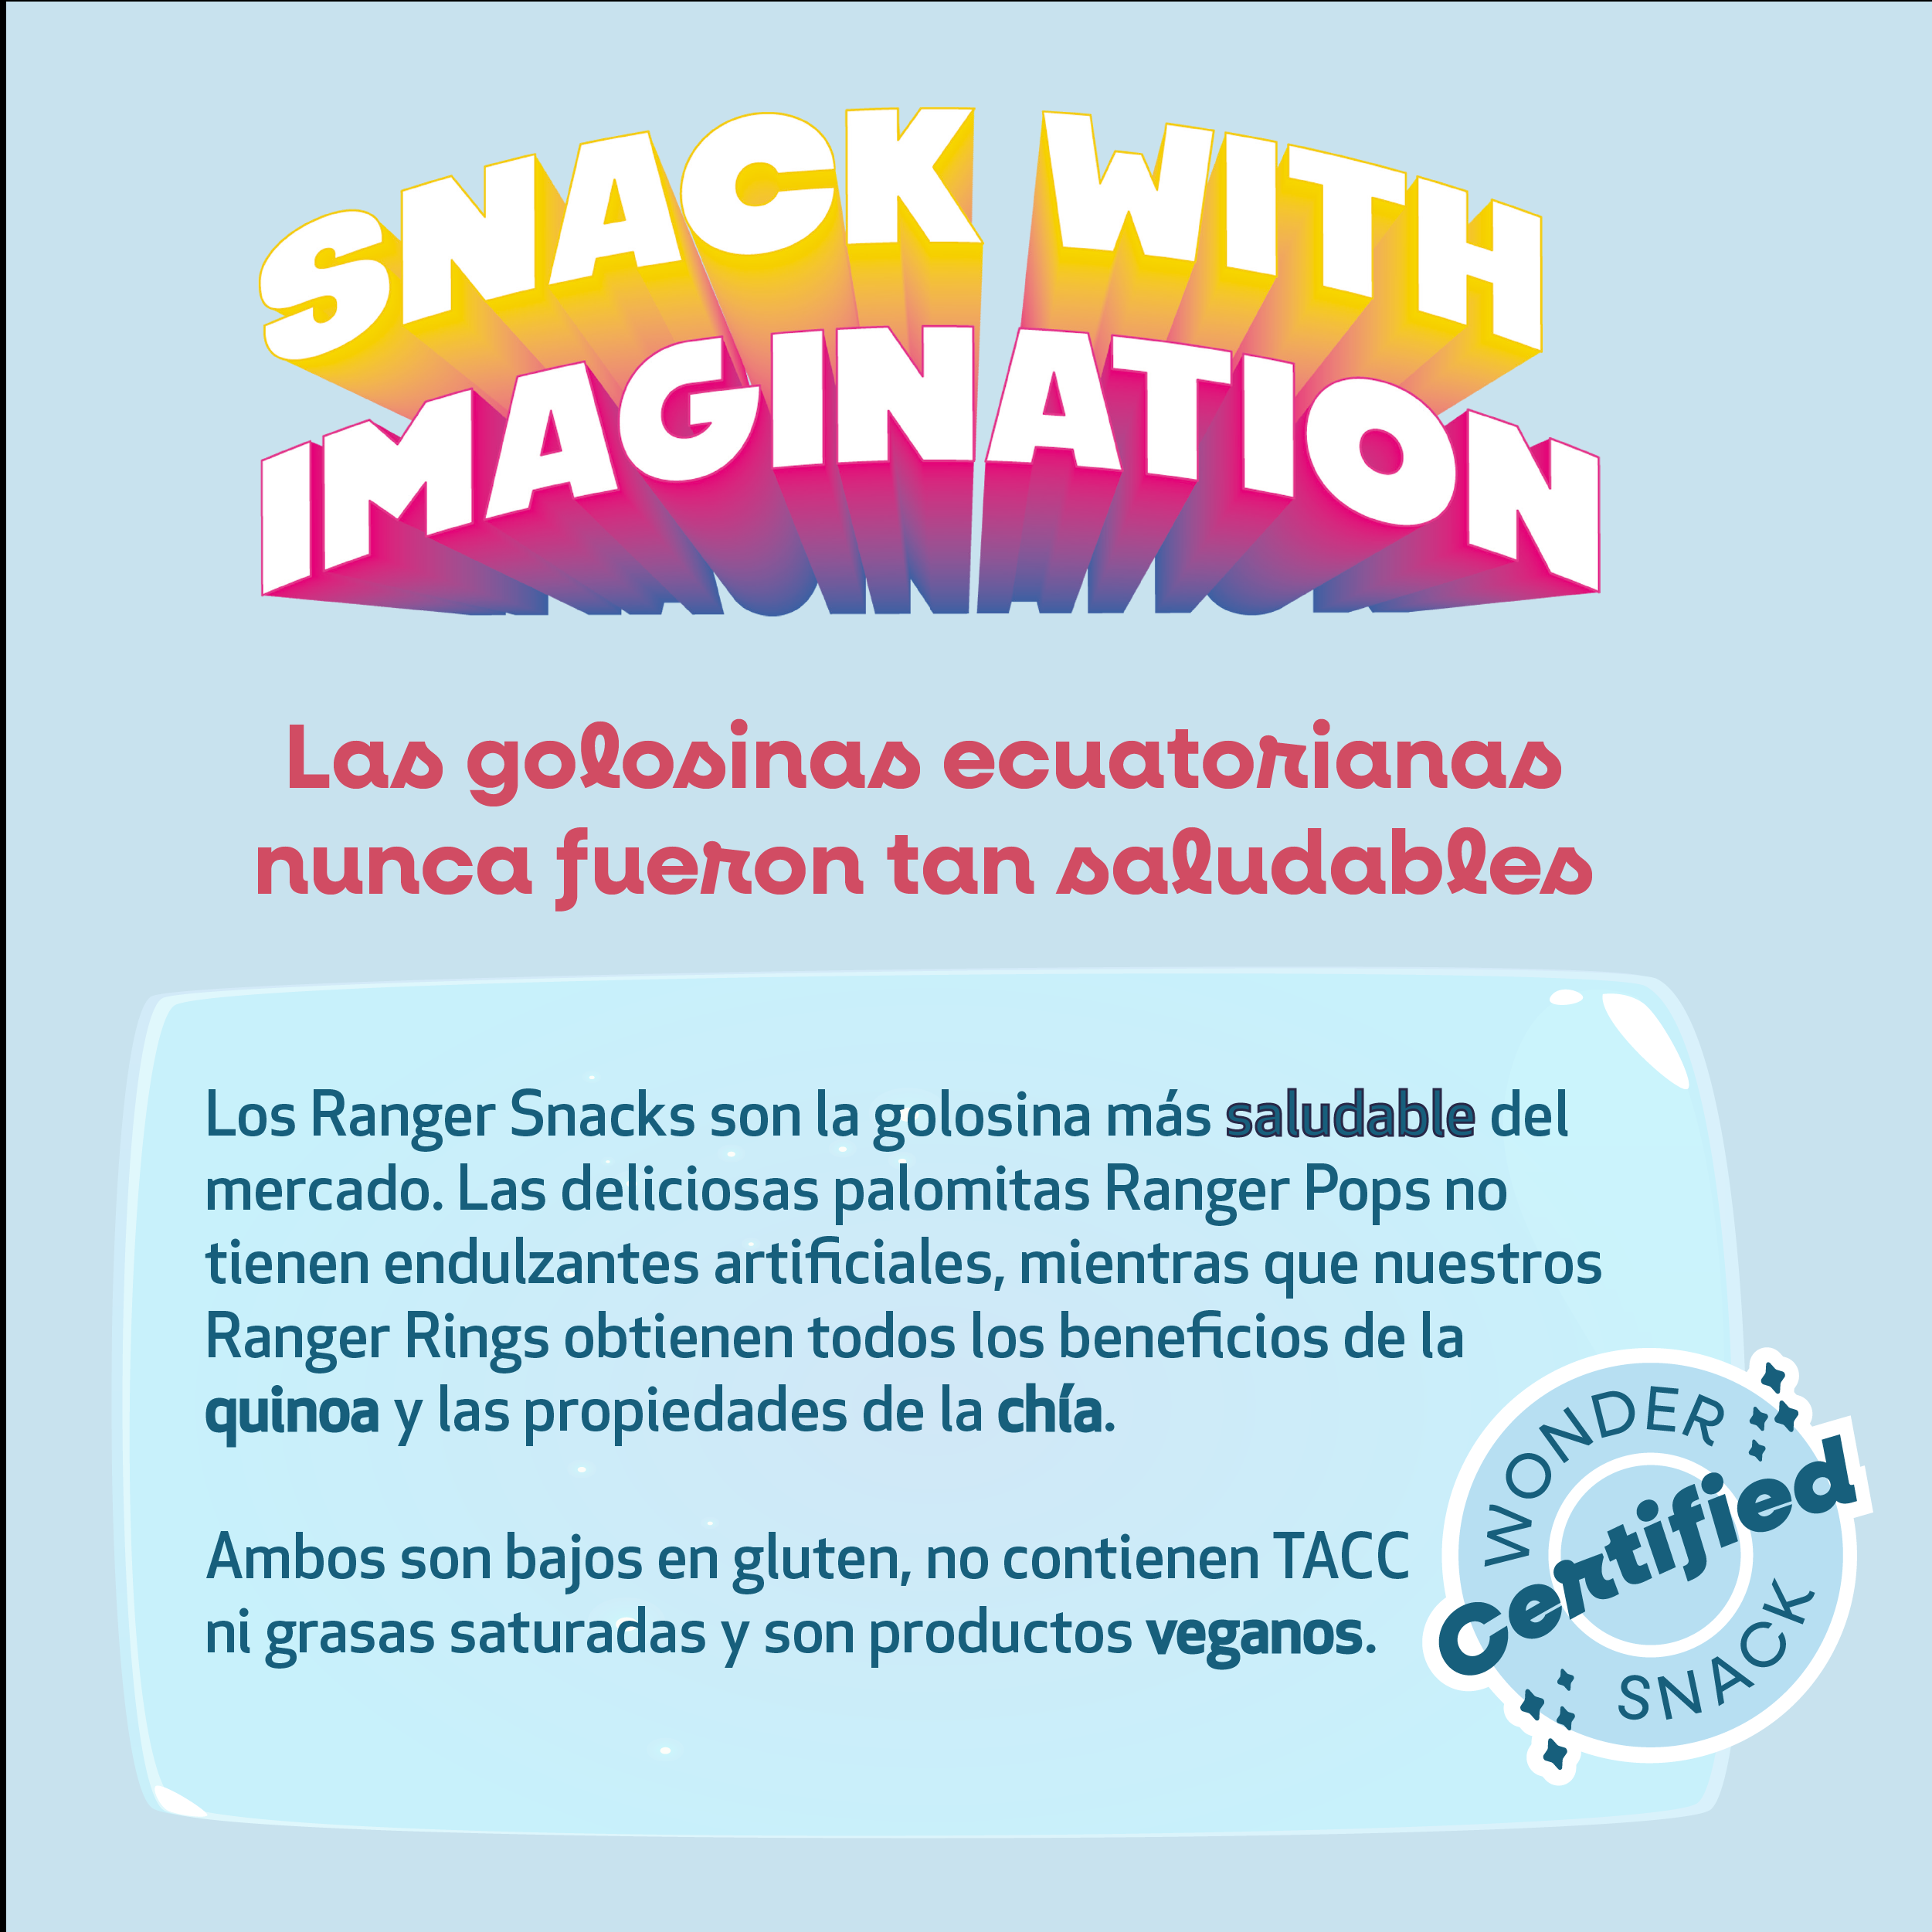 SNACK WITH
IMAGINATION
Las golosinas ecuatorianas
nunca fueron tan saludables
Los Ranger Snacks son la golosina más saludable del
mercado. Las deliciosas palomitas Ranger Pops no
tienen endulzantes artificiales, mientras que nuestros
Ranger Rings obtienen todos los beneficios de la
quinoa y las propiedades de la chía.
Ambos son bajos en gluten, no contienen TACC
ni grasas saturadas y son productos veganos.
WONDER
Certified
SNACK